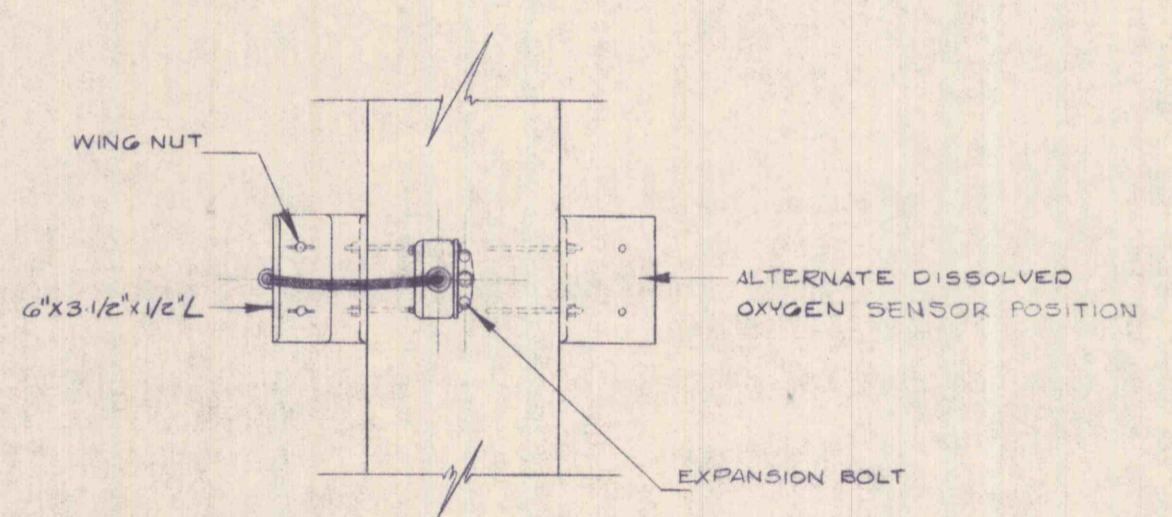 WING NUT
6"X3-1/2"X1/2"L
ALTERNATE DISSOLVED
OXYGEN SENSOR POSITION
EXPANSION BOLT